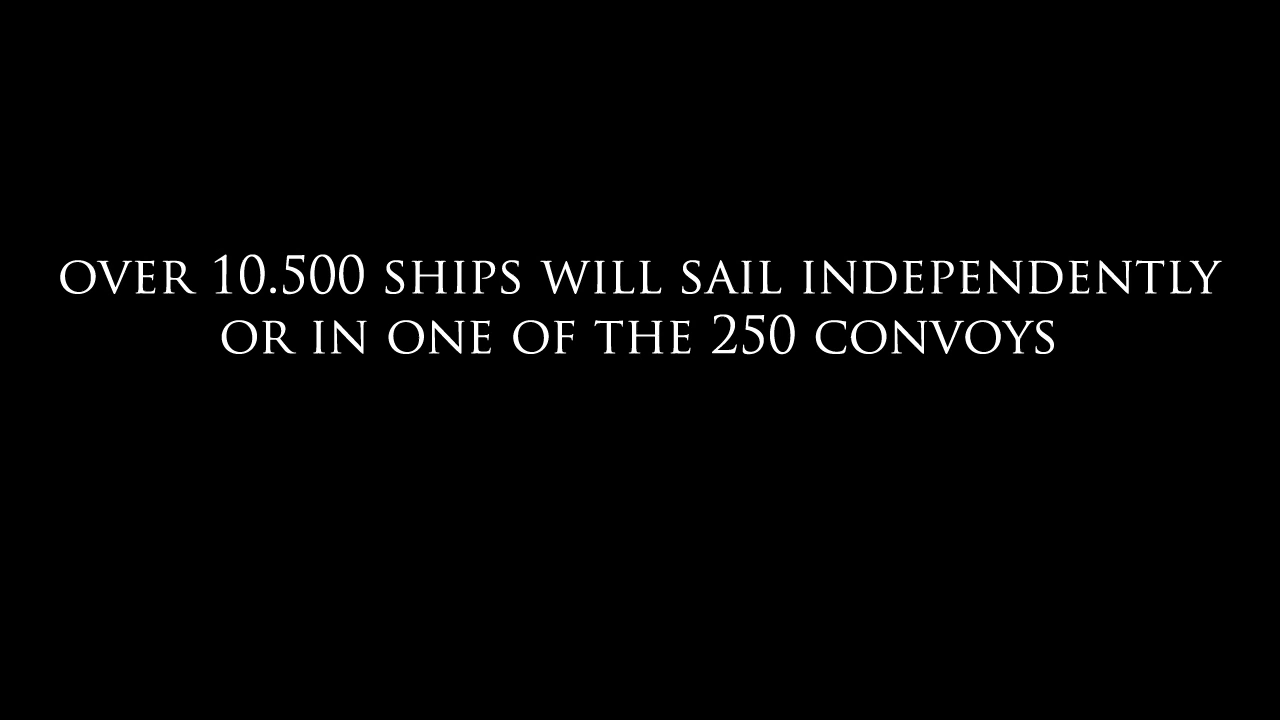 OVER 10.500 SHIPS WILL SAIL INDEPENDENTLY
OR IN ONE OF THE 250 CONVOYS